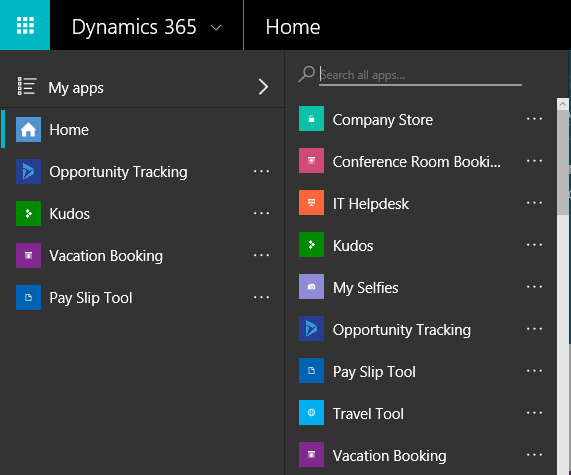 Dynamics 365
Home
My apps
Home
Opportunity Tracking
Kudos
Vacation Booking
Pay Slip Tool
Search all apps...
Company Store
Conference Room Booki...
IT Helpdesk
Kudos
My Selfies
Opportunity Tracking
Pay Slip Tool
Travel Tool
Vacation Booking